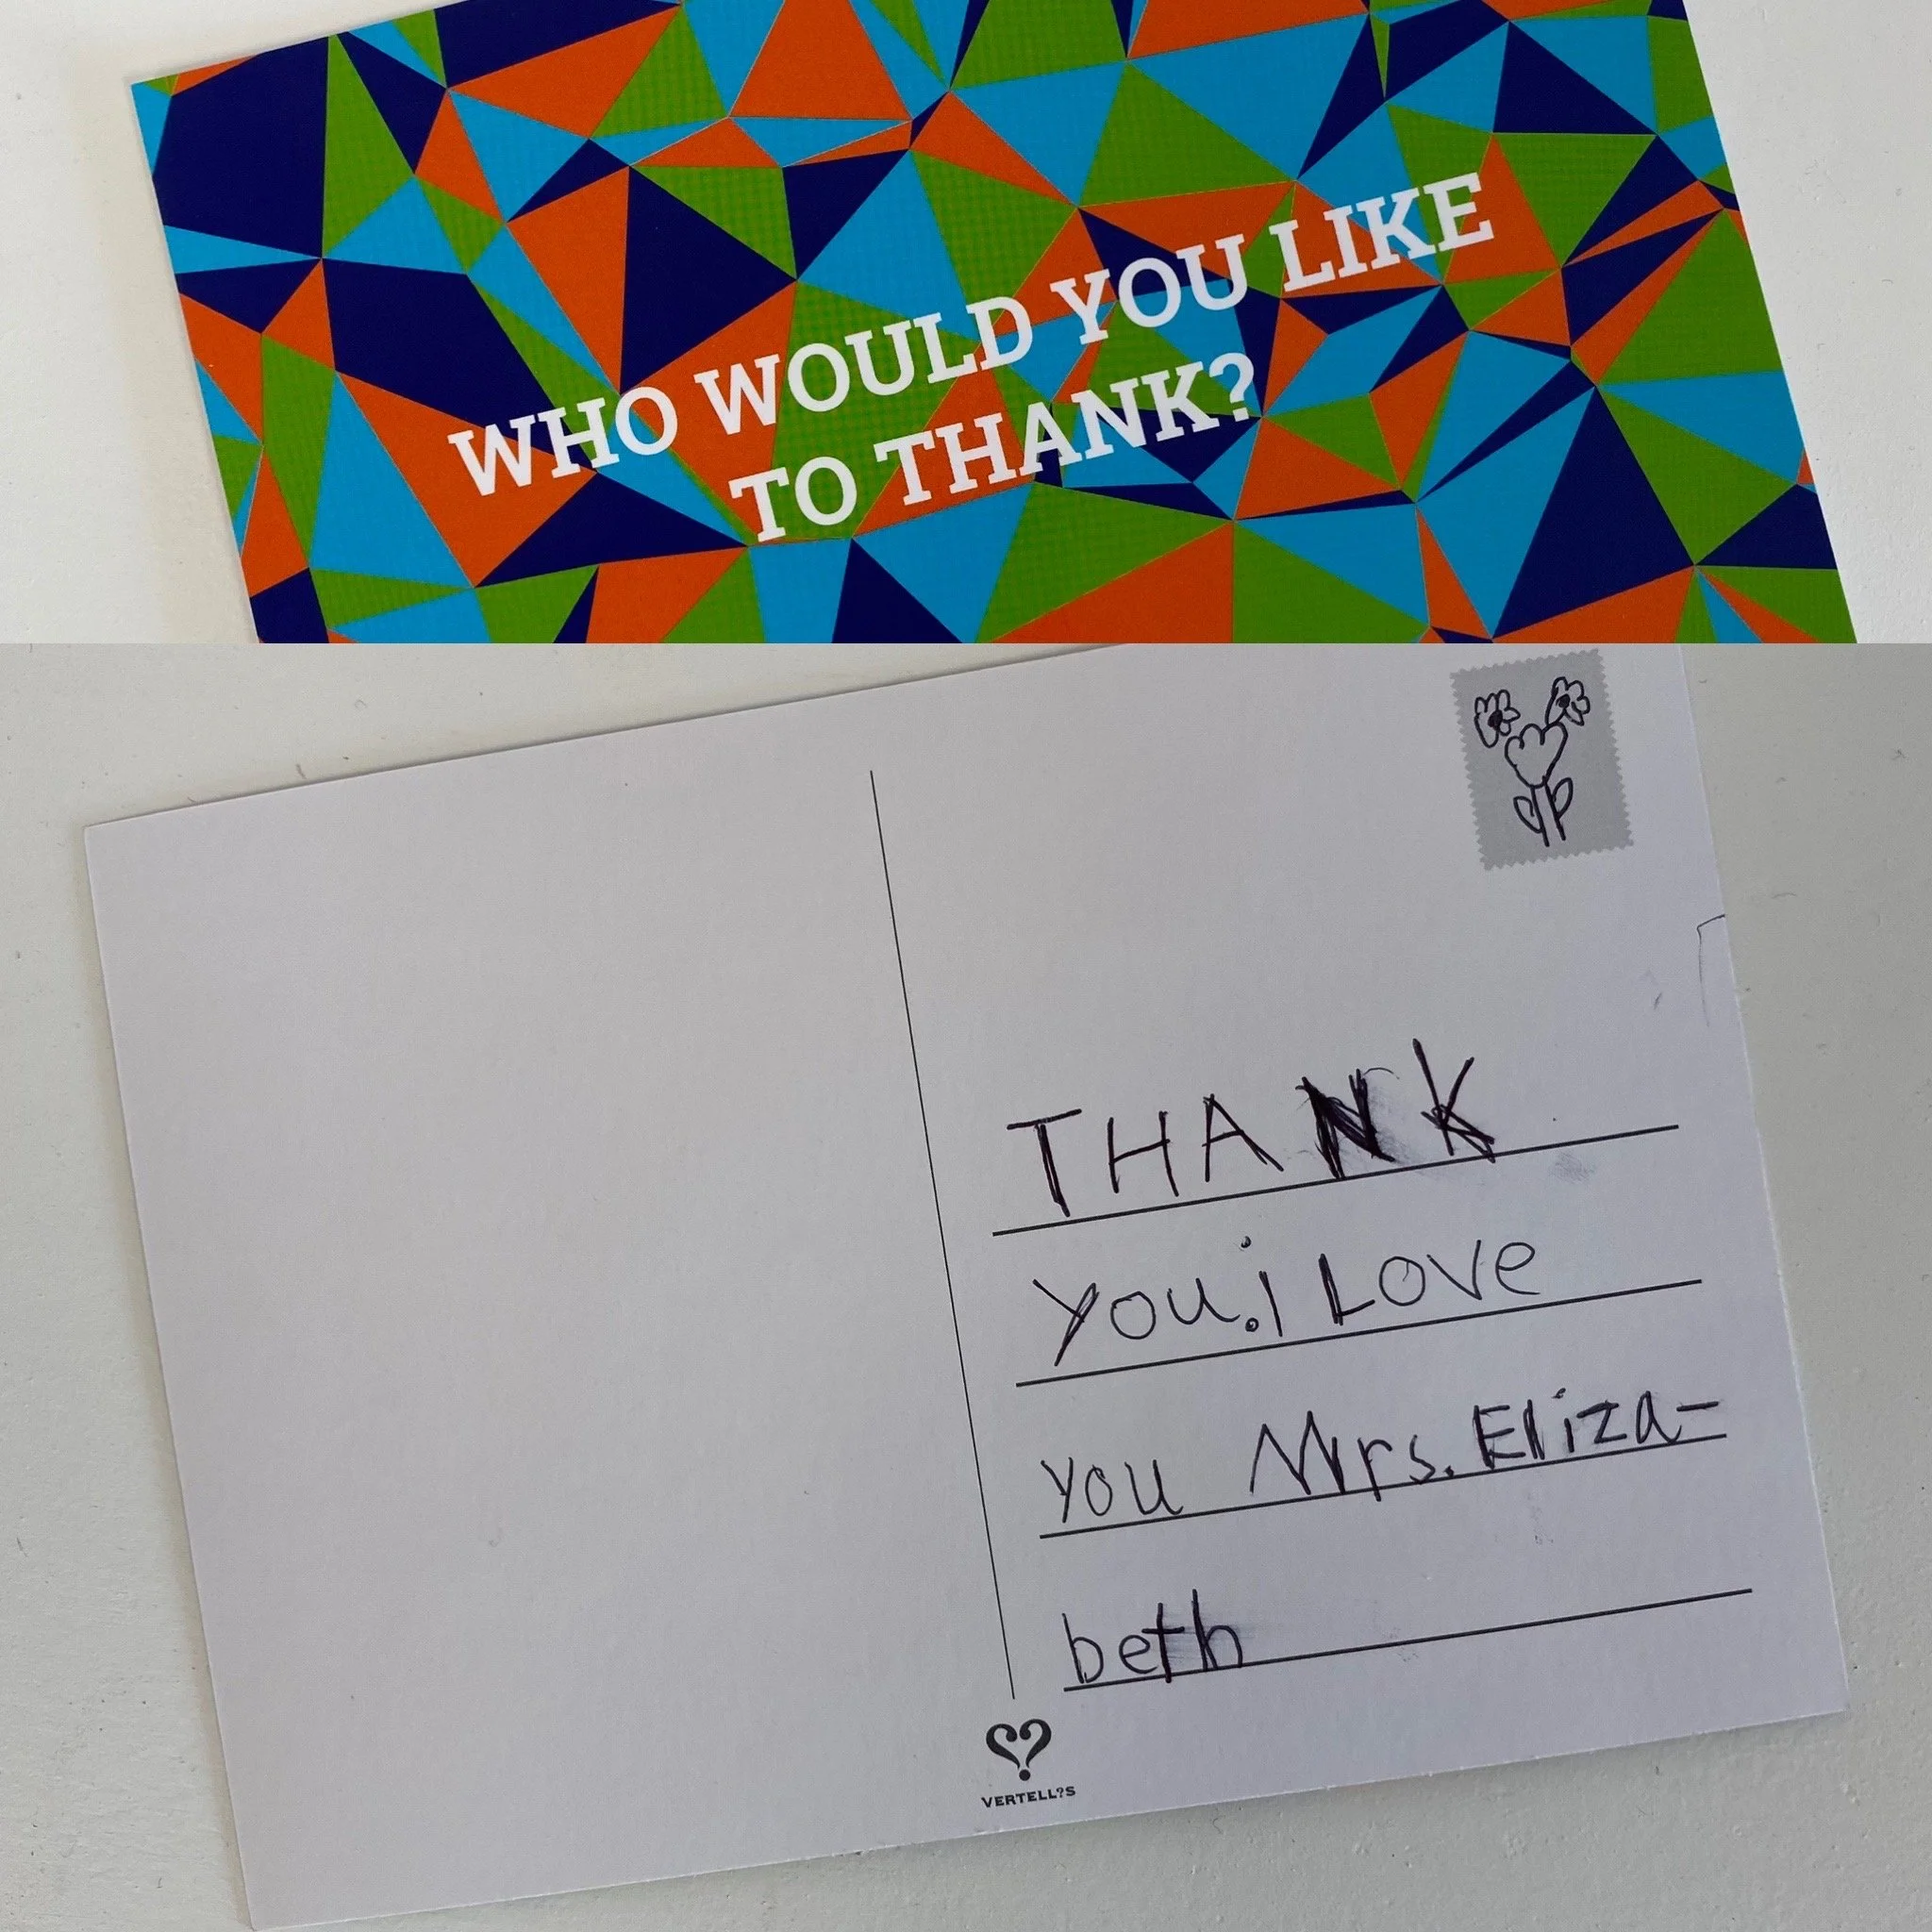 WHO WOULD YOU LIKE
TO THANK?
THANK
you. i Love
you Mrs. Eliza-
beth
VERTELL?S